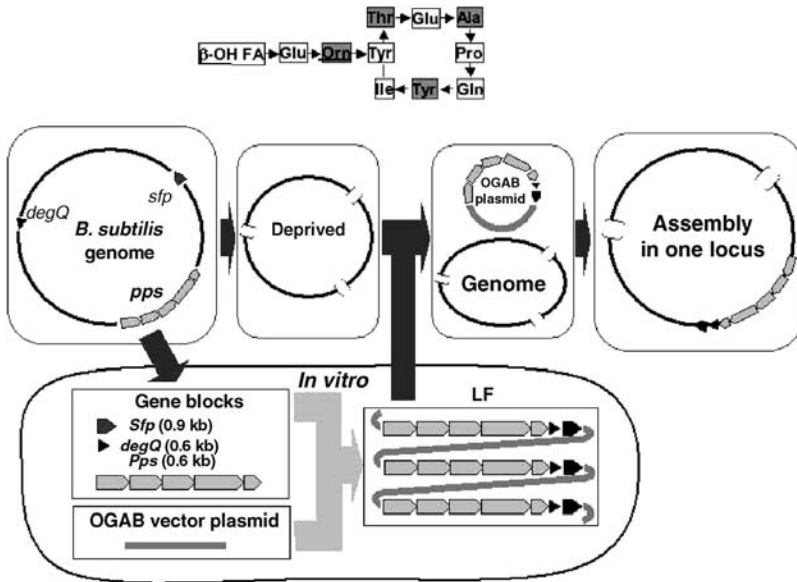 Thr Glu Ala
β-OH FA Glu Orn Tyr Pro
Ile Tyr Gln
sfp
degQ
B. subtilis
genome
pps
Deprived
OGAB
plasmid
Genome
Assembly
in one locus
In vitro
Gene blocks
Sfp (0.9 kb)
degQ (0.6 kb)
Pps (0.6 kb)
OGAB vector plasmid
LF